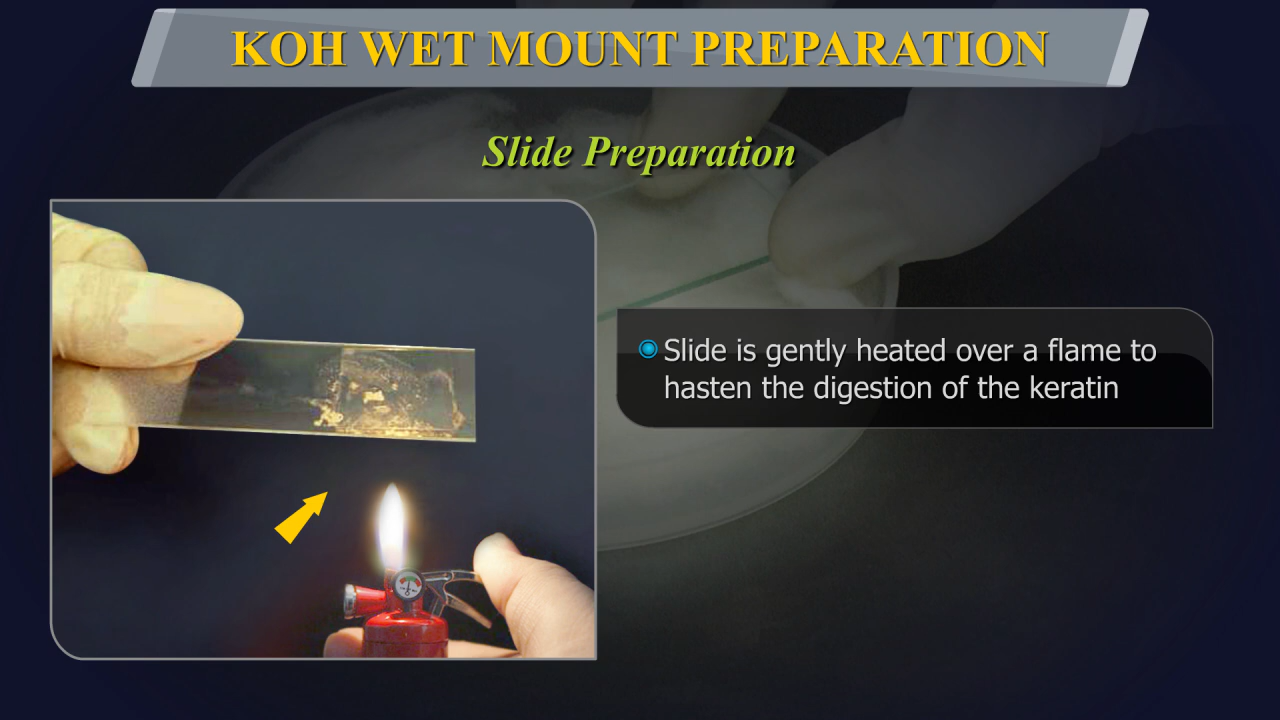 KOH WET MOUNT PREPARATION
Slide Preparation
Slide is gently heated over a flame to
hasten the digestion of the keratin